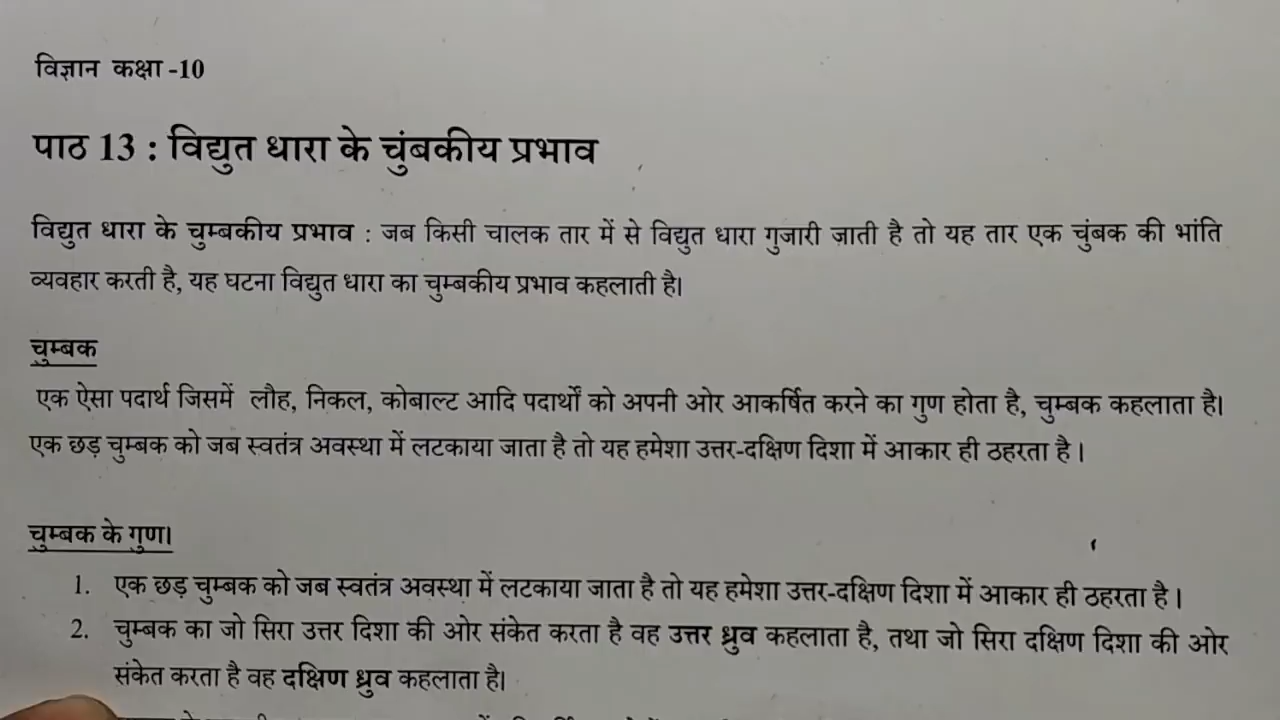 विज्ञान कक्षा -10
पाठ 13 : विद्युत धारा के चुंबकीय प्रभाव
विद्युत धारा के चुम्बकीय प्रभाव : जब किसी चालक तार में से विद्युत धारा गुजारी जाती है तो यह तार एक चुंबक की भांति
व्यवहार करती है, यह घटना विद्युत धारा का चुम्बकीय प्रभाव कहलाती है।
चुम्बक
एक ऐसा पदार्थ जिसमें लौह, निकल, कोबाल्ट आदि पदार्थों को अपनी ओर आकर्षित करने का गुण होता है, चुम्बक कहलाता है।
एक छड़ चुम्बक को जब स्वतंत्र अवस्था में लटकाया जाता है तो यह हमेशा उत्तर-दक्षिण दिशा में आकार ही ठहरता है ।
चुम्बक के गुण।
1. एक छड़ चुम्बक को जब स्वतंत्र अवस्था में लटकाया जाता है तो यह हमेशा उत्तर-दक्षिण दिशा में आकार ही ठहरता है ।
2. चुम्बक का जो सिरा उत्तर दिशा की ओर संकेत करता है वह उत्तर ध्रुव कहलाता है, तथा जो सिरा दक्षिण दिशा की ओर
संकेत करता है वह दक्षिण ध्रुव कहलाता है।